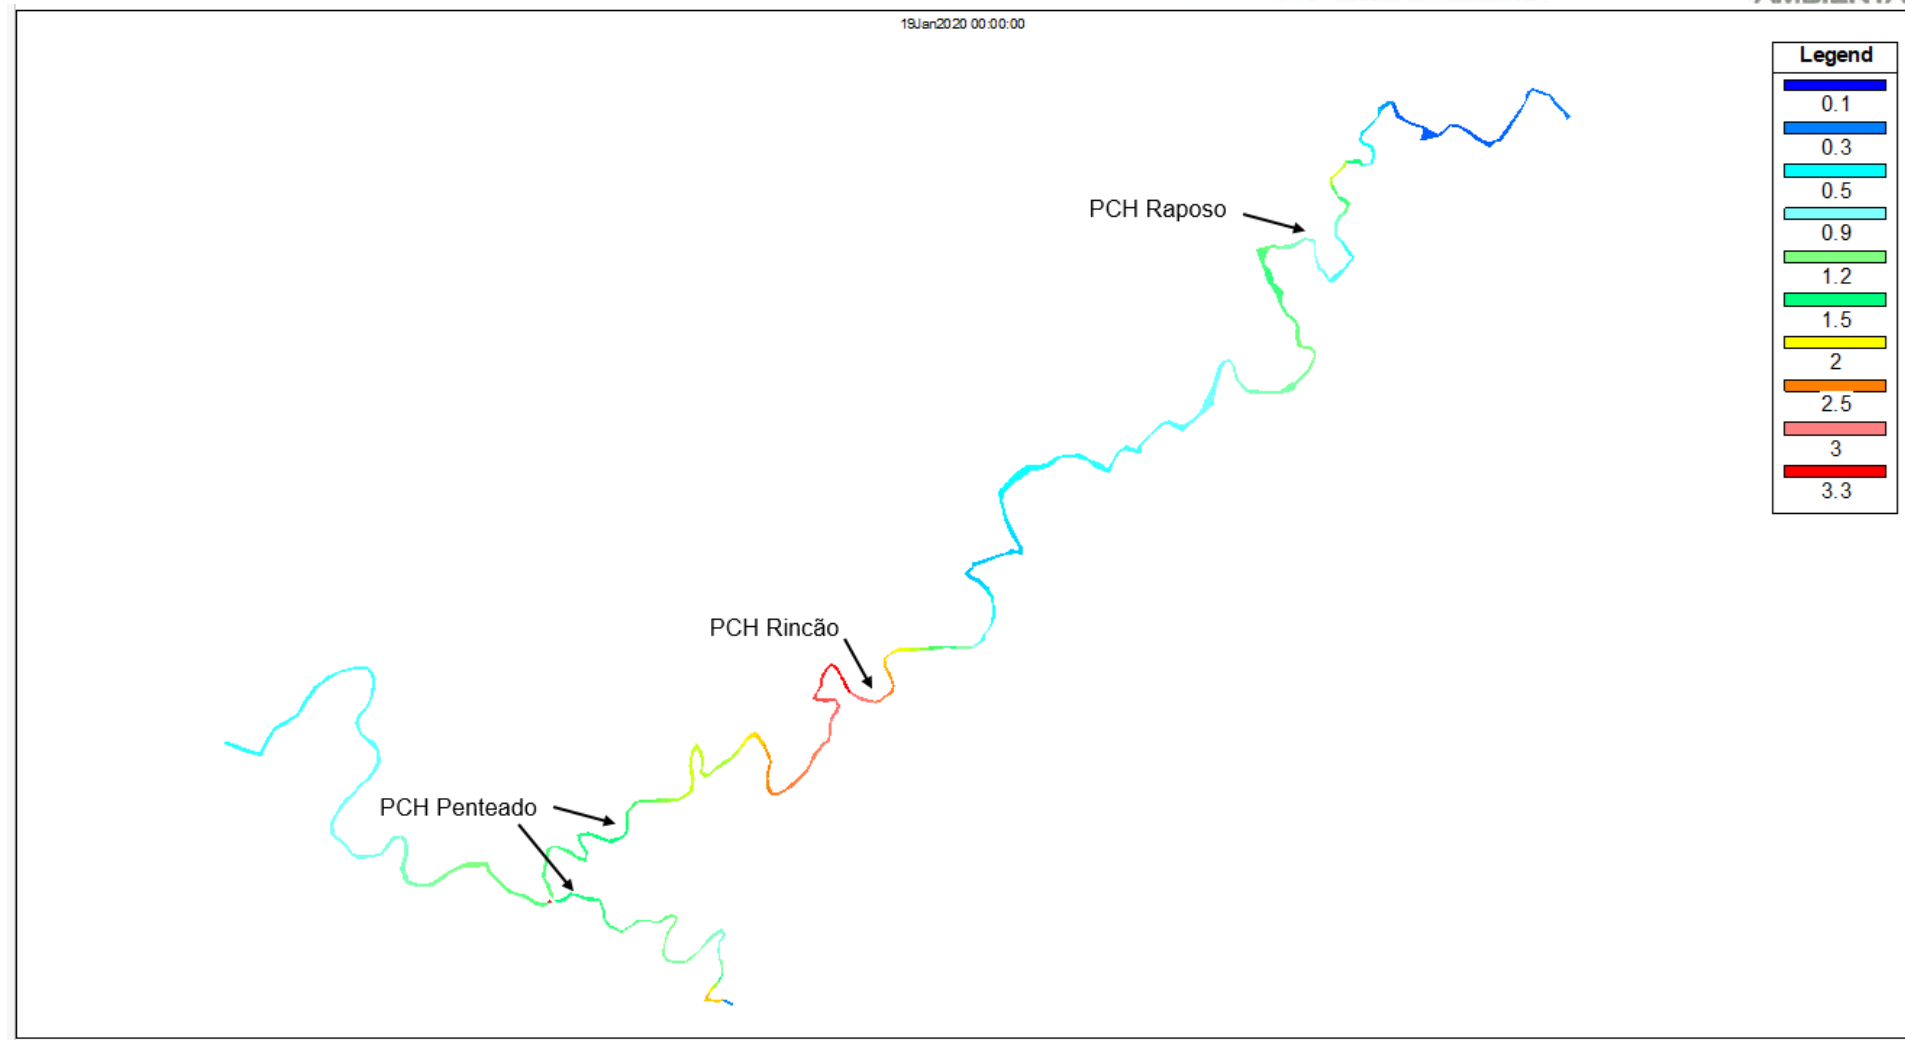 19Jan2020 00:00:00
Legend
0.1
0.3
0.5
0.9
1.2
1.5
2
2.5
3
3.3
PCH Raposo
PCH Rincão
PCH Penteado